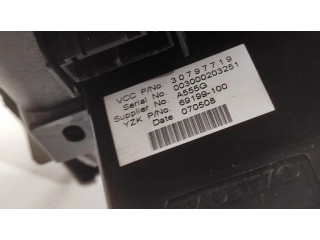 VCC P/No. 30797719
Serial No. 003000203251
Supplier No. A555G
YZK P/No. 69199-100
Date 070508